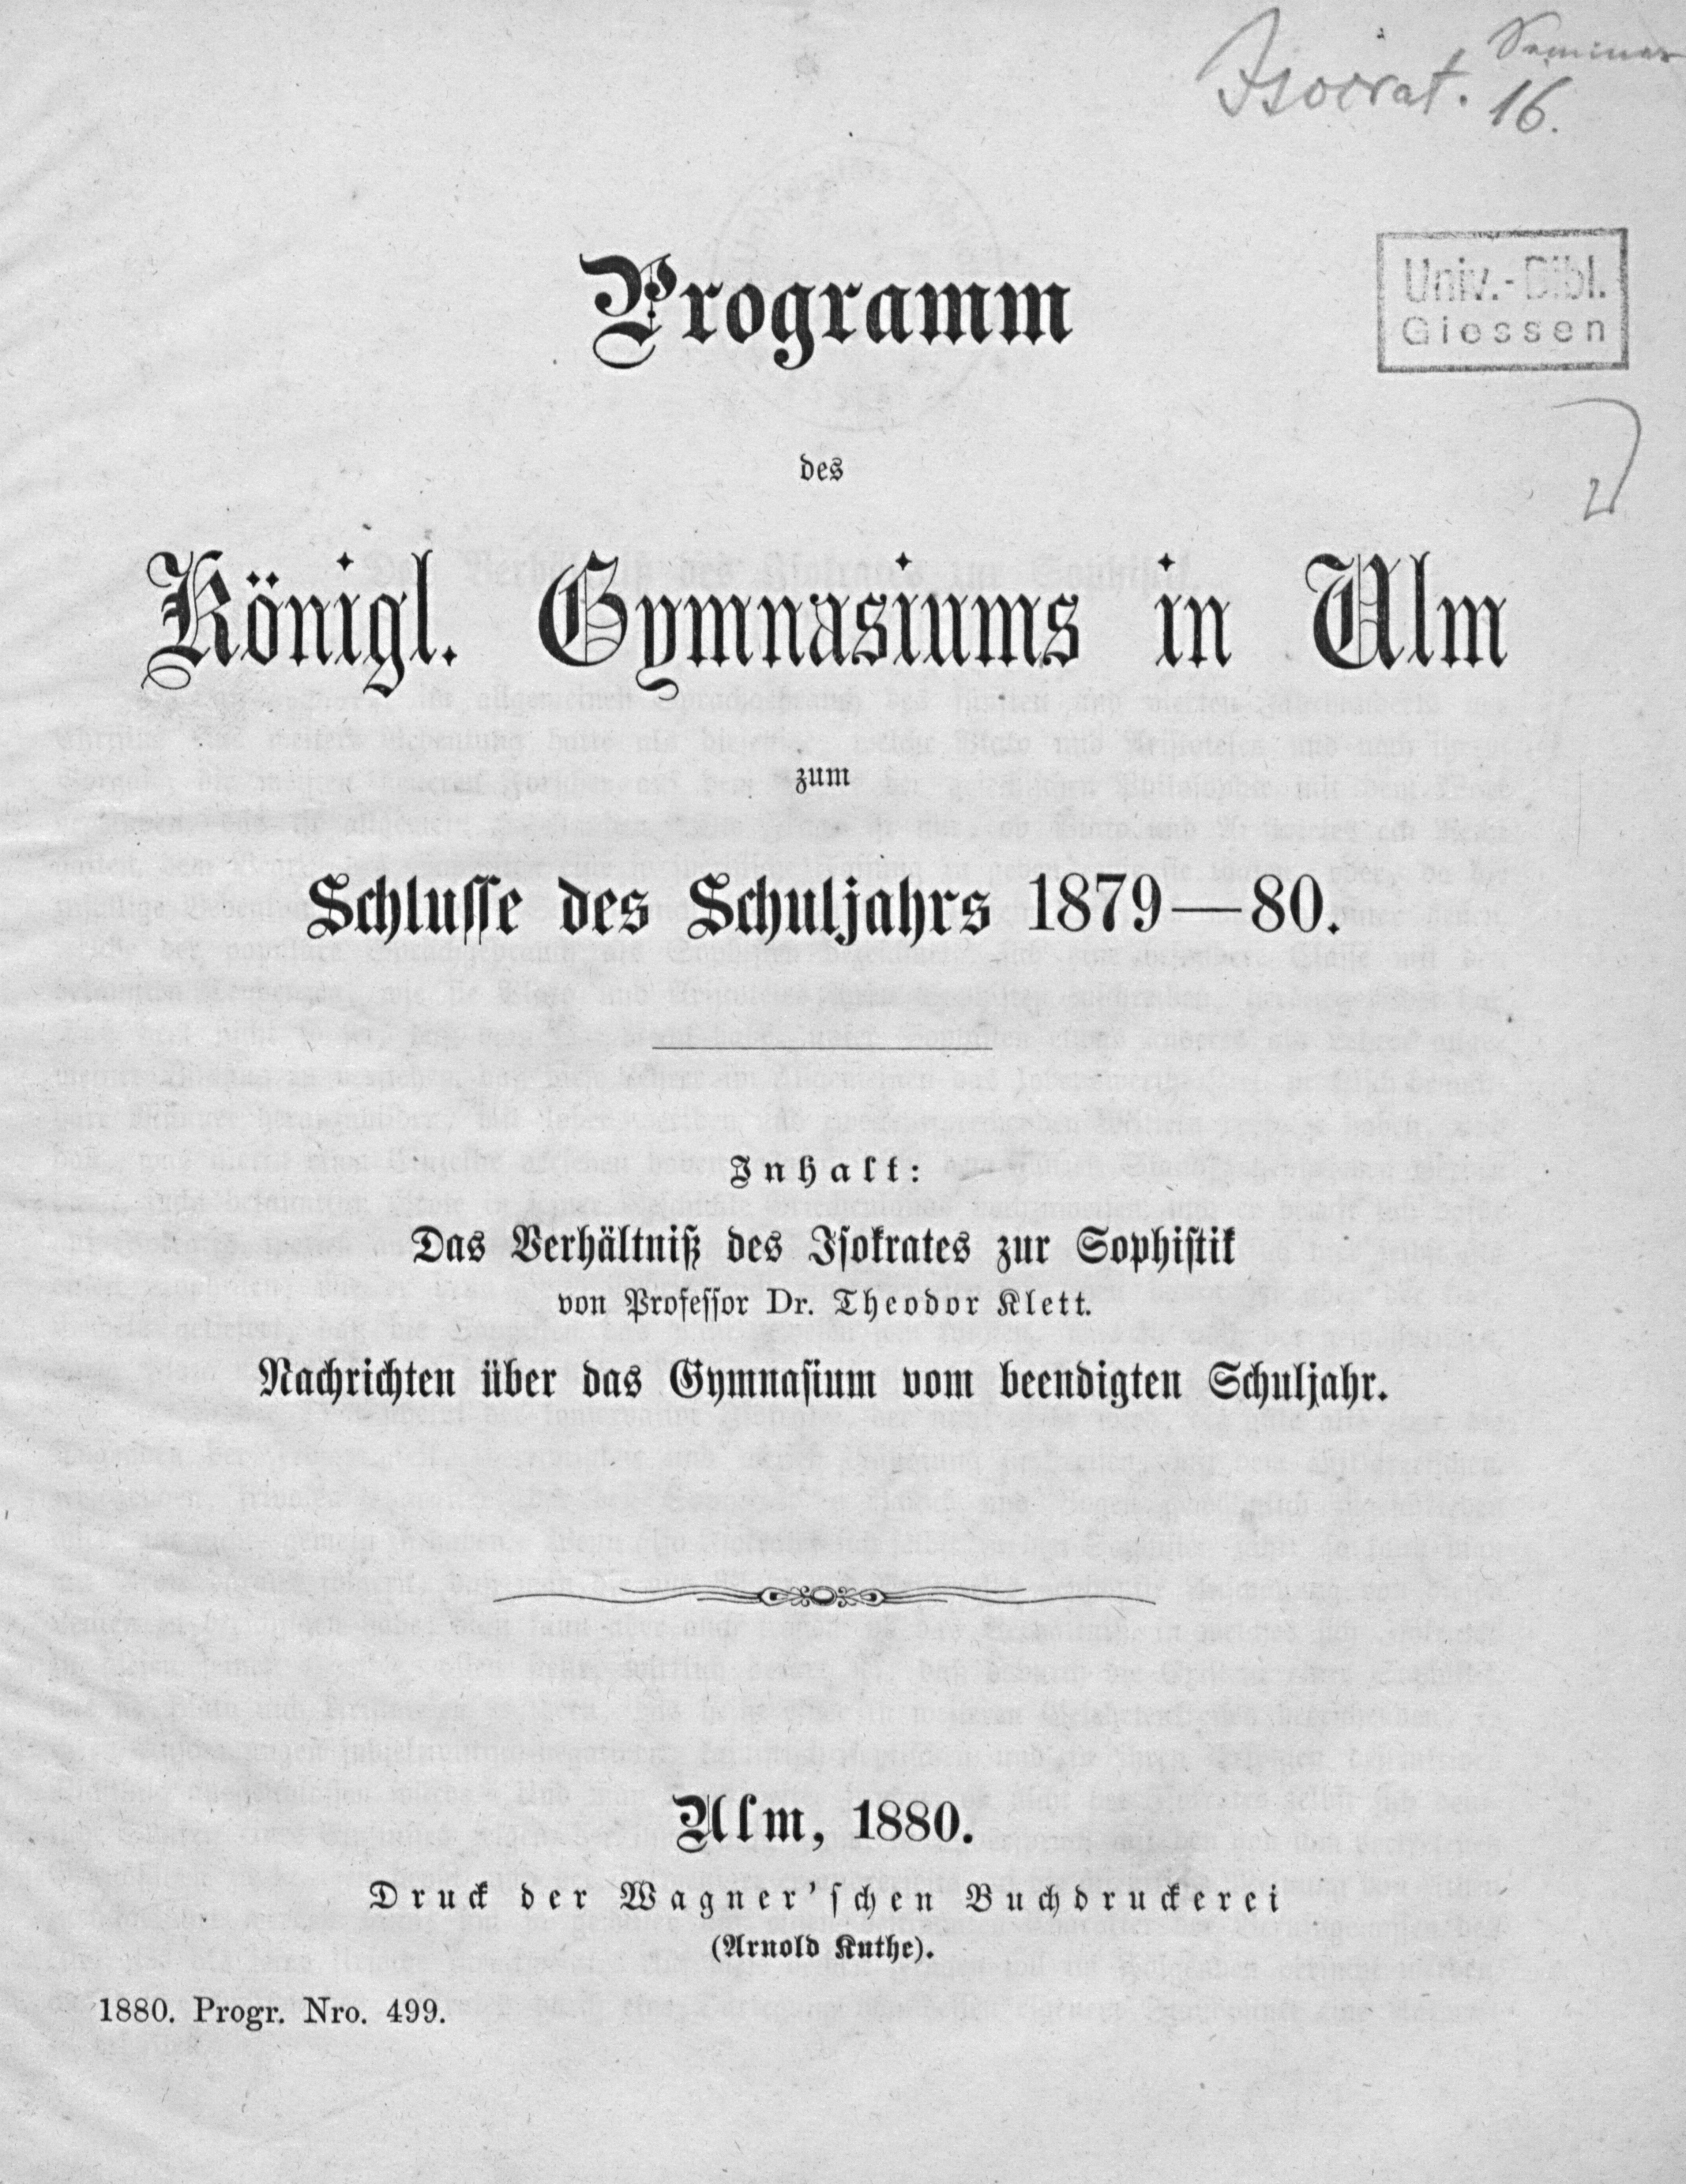 Seminar
Isocrat. 16.
Univ.-Bibl.
Giessen
Programm
des
Königl. Gymnasiums in Ulm
zum
Schlusse des Schuljahrs 1879—80.
Inhalt:
Das Verhältniß des Isokrates zur Sophistik
von Professor Dr. Theodor Klett.
Nachrichten über das Gymnasium vom beendigten Schuljahr.
Ulm, 1880.
Druck der Wagner'schen Buchdruckerei
(Arnold Kuthe).
1880. Progr. Nro. 499.